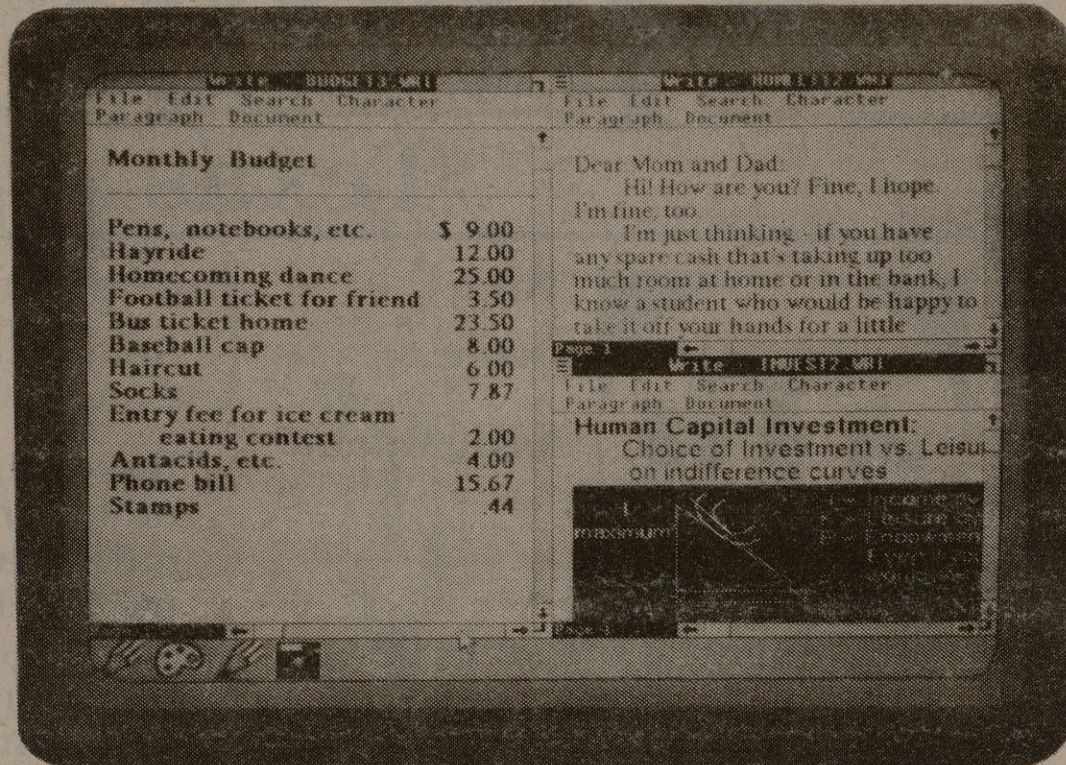 Write
File Edit Search Character
Paragraph Document
Monthly Budget
Pens, notebooks, etc. $ 9.00
Hayride 12.00
Homecoming dance 25.00
Football ticket for friend 3.50
Bus ticket home 23.50
Baseball cap 8.00
Haircut 6.00
Socks 7.87
Entry fee for ice cream
eating contest 2.00
Antacids, etc. 4.00
Phone bill 15.67
Stamps .44
Write
File Edit Search Character
Paragraph Document
Dear Mom and Dad:
Hi! How are you? Fine, I hope.
I'm fine, too.
I'm just thinking - if you have
any spare cash that's taking up too
much room at home or in the bank, I
know a student who would be happy to
take it off your hands for a little
Page 1
Write
File Edit Search Character
Paragraph Document
Human Capital Investment:
Choice of Investment vs. Leisu
on indifference curves
maximum
Page 1